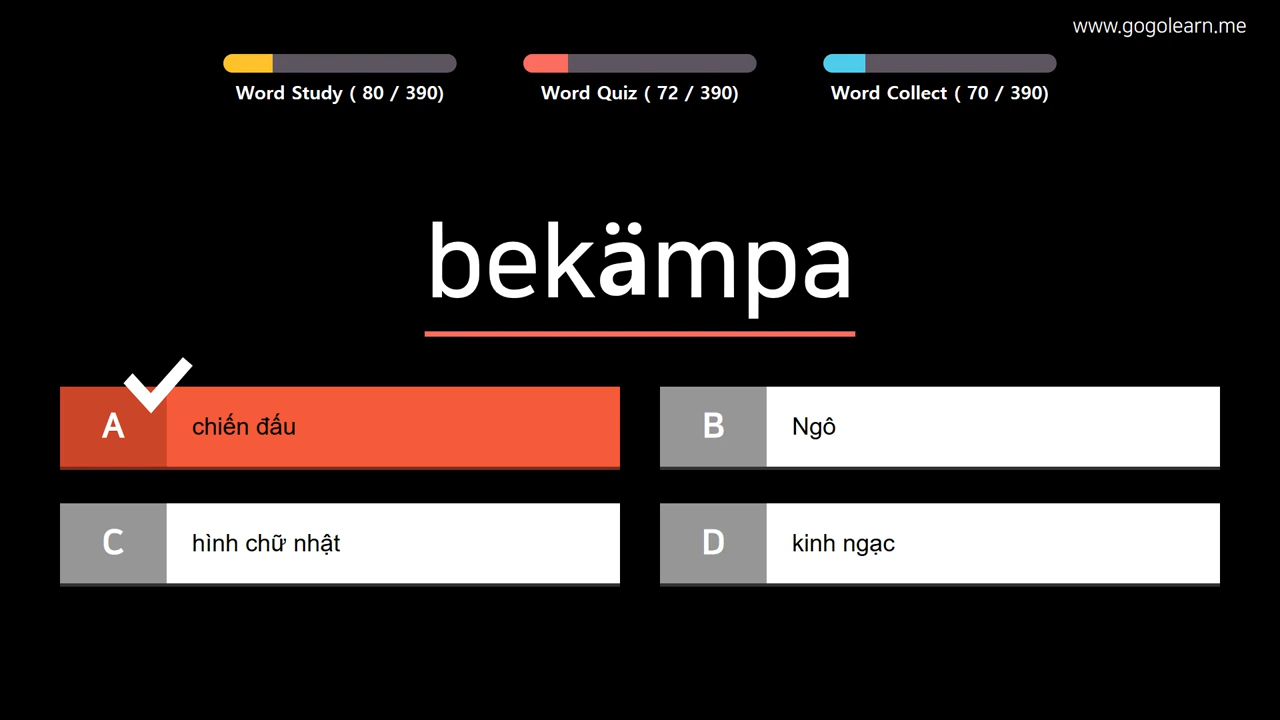 www.gogolearn.me
Word Study ( 80 / 390)
Word Quiz ( 72 / 390)
Word Collect ( 70 / 390)
bekämpa
A chiến đấu
B Ngô
C hình chữ nhật
D kinh ngạc